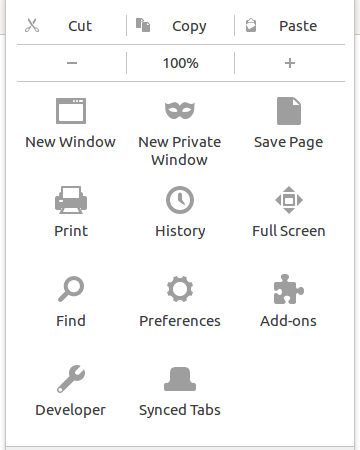 Cut Copy Paste
− 100% +
New Window New Private Window Save Page
Print History Full Screen
Find Preferences Add-ons
Developer Synced Tabs